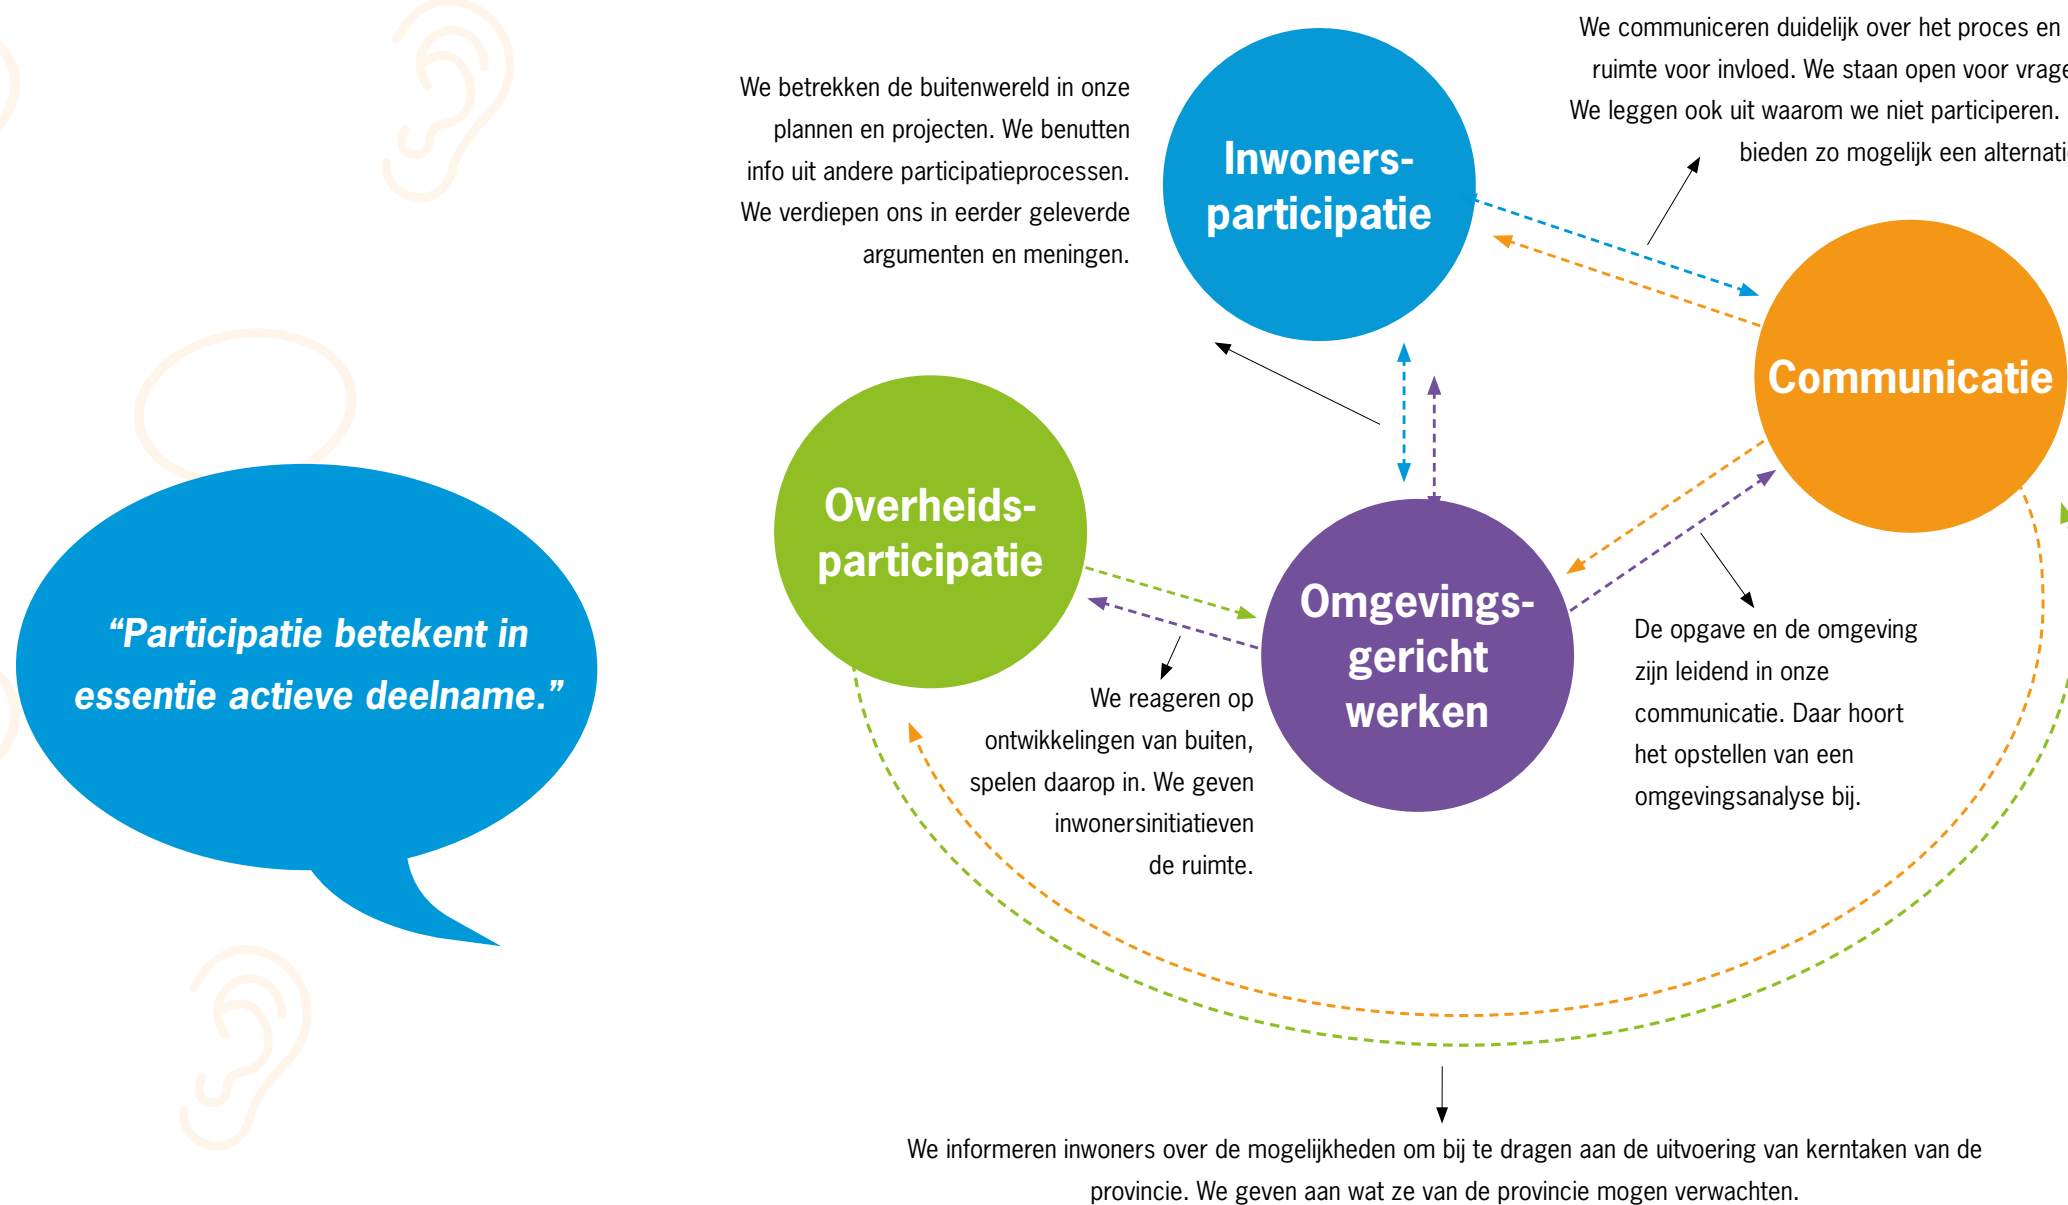 “Participatie betekent in
essentie actieve deelname.”
We betrekken de buitenwereld in onze
plannen en projecten. We benutten
info uit andere participatieprocessen.
We verdiepen ons in eerder geleverde
argumenten en meningen.
Inwoners-
participatie
We communiceren duidelijk over het proces en
ruimte voor invloed. We staan open voor
We leggen ook uit waarom we niet participeren.
bieden zo mogelijk een
Communicatie
Overheids-
participatie
Omgevings-
gericht
werken
We reageren op
ontwikkelingen van buiten,
spelen daarop in. We geven
inwonersinitiatieven
de ruimte.
De opgave en de omgeving
zijn leidend in onze
communicatie. Daar hoort
het opstellen van een
omgevingsanalyse bij.
We informeren inwoners over de mogelijkheden om bij te dragen aan de uitvoering van kerntaken van de
provincie. We geven aan wat ze van de provincie mogen verwachten.